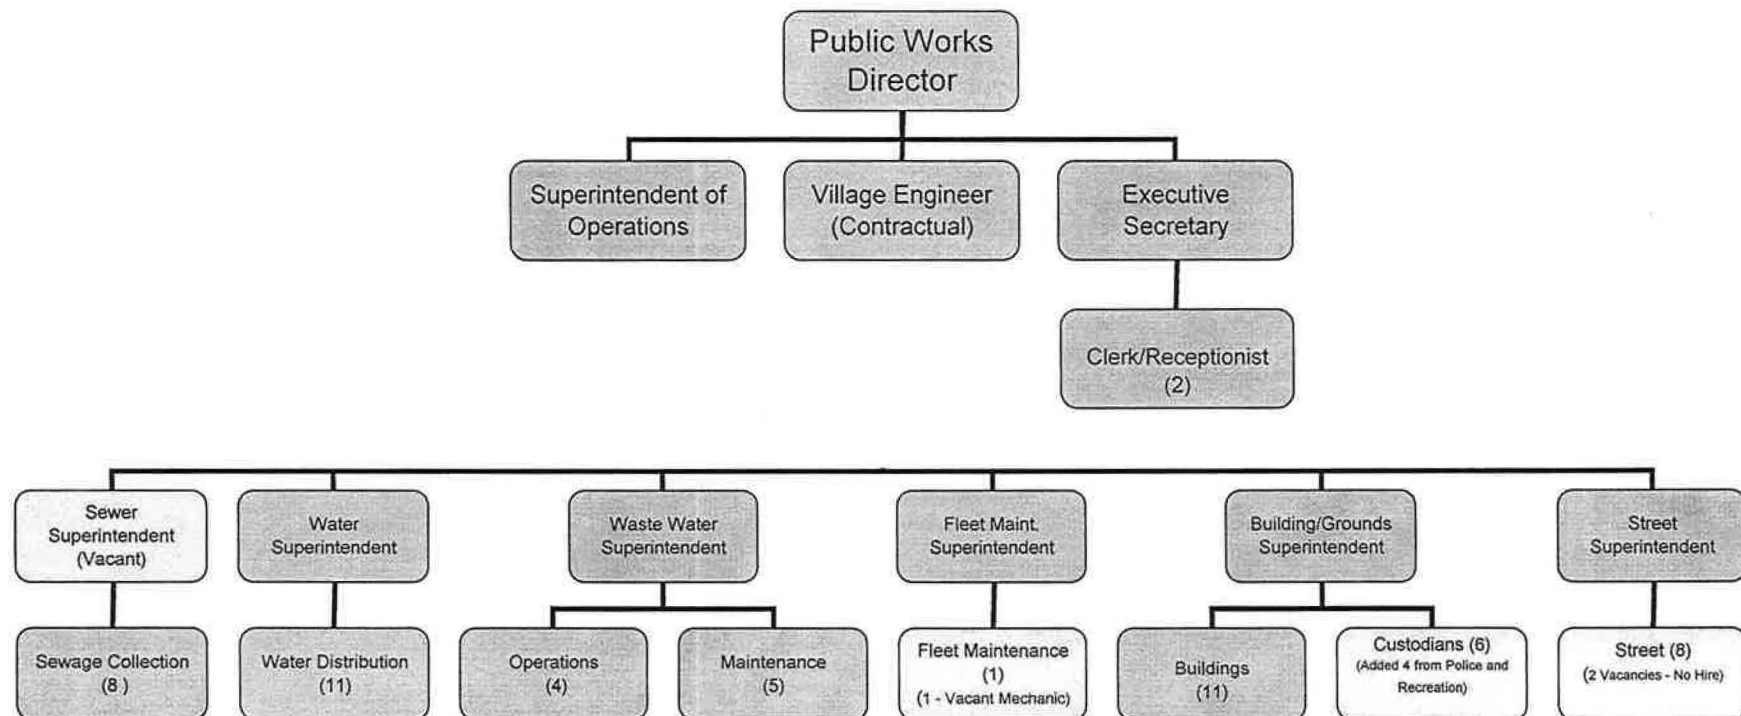 Public Works
Director
Superintendent of
Operations
Village Engineer
(Contractual)
Executive
Secretary
Clerk/Receptionist
(2)
Sewer
Superintendent
(Vacant)
Water
Superintendent
Waste Water
Superintendent
Fleet Maint.
Superintendent
Building/Grounds
Superintendent
Street
Superintendent
Sewage Collection
(8 )
Water Distribution
(11)
Operations
(4)
Maintenance
(5)
Fleet Maintenance
(1)
(1 - Vacant Mechanic)
Buildings
(11)
Custodians (6)
(Added 4 from Police and
Recreation)
Street (8)
(2 Vacancies - No Hire)